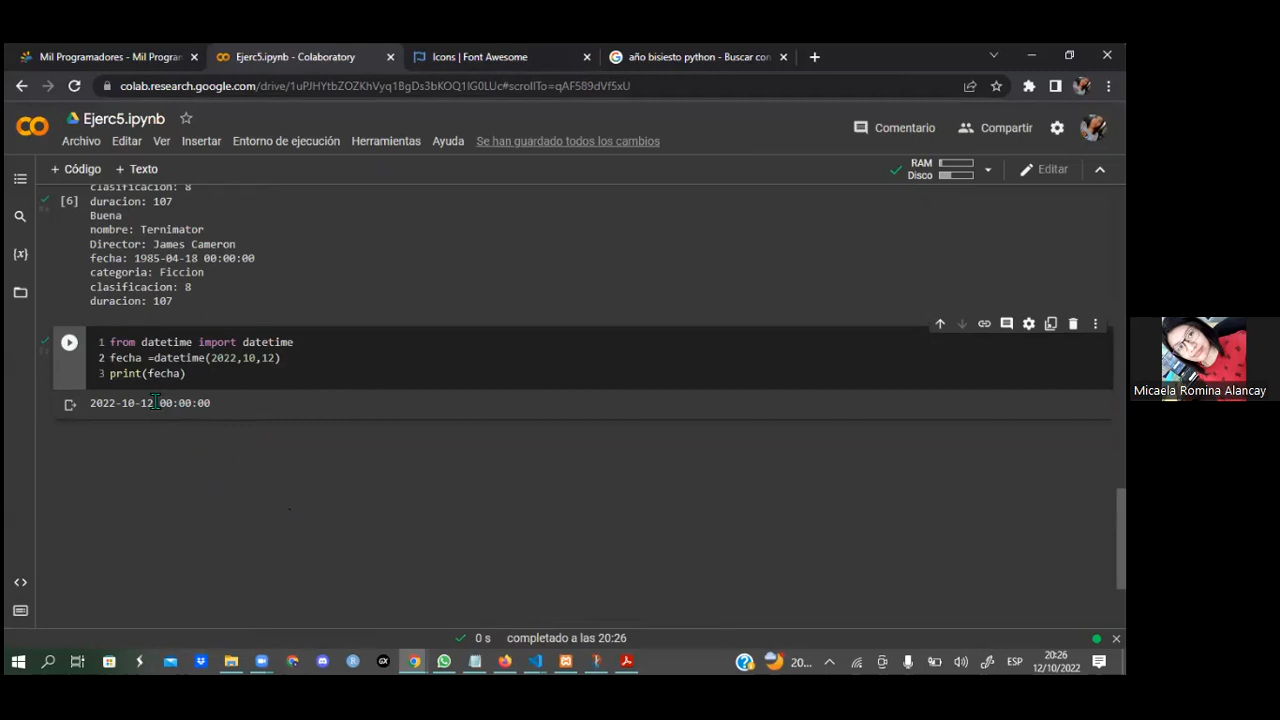 Mil Programadores - Mil Progran
Ejerc5.ipynb - Colaboratory
Icons | Font Awesome
año bisiesto python - Buscar con
colab.research.google.com/drive/1uPJHYtbZOZKhVyq1BgDs3bKOQ1lG0LUc#scrollTo=qAF589dVf5xU
Ejerc5.ipynb
Archivo Editar Ver Insertar Entorno de ejecución Herramientas Ayuda Se han guardado todos los cambios
Comentario
Compartir
+ Código + Texto
RAM
Disco
Editar
clasificacion: 8
[6] duracion: 107
Buena
nombre: Ternimator
Director: James Cameron
fecha: 1985-04-18 00:00:00
categoria: Ficcion
clasificacion: 8
duracion: 107
1 from datetime import datetime
2 fecha =datetime(2022,10,12)
3 print(fecha)
2022-10-12 00:00:00
Micaela Romina Alancay
0 s completado a las 20:26
20...
ESP
20:26
12/10/2022